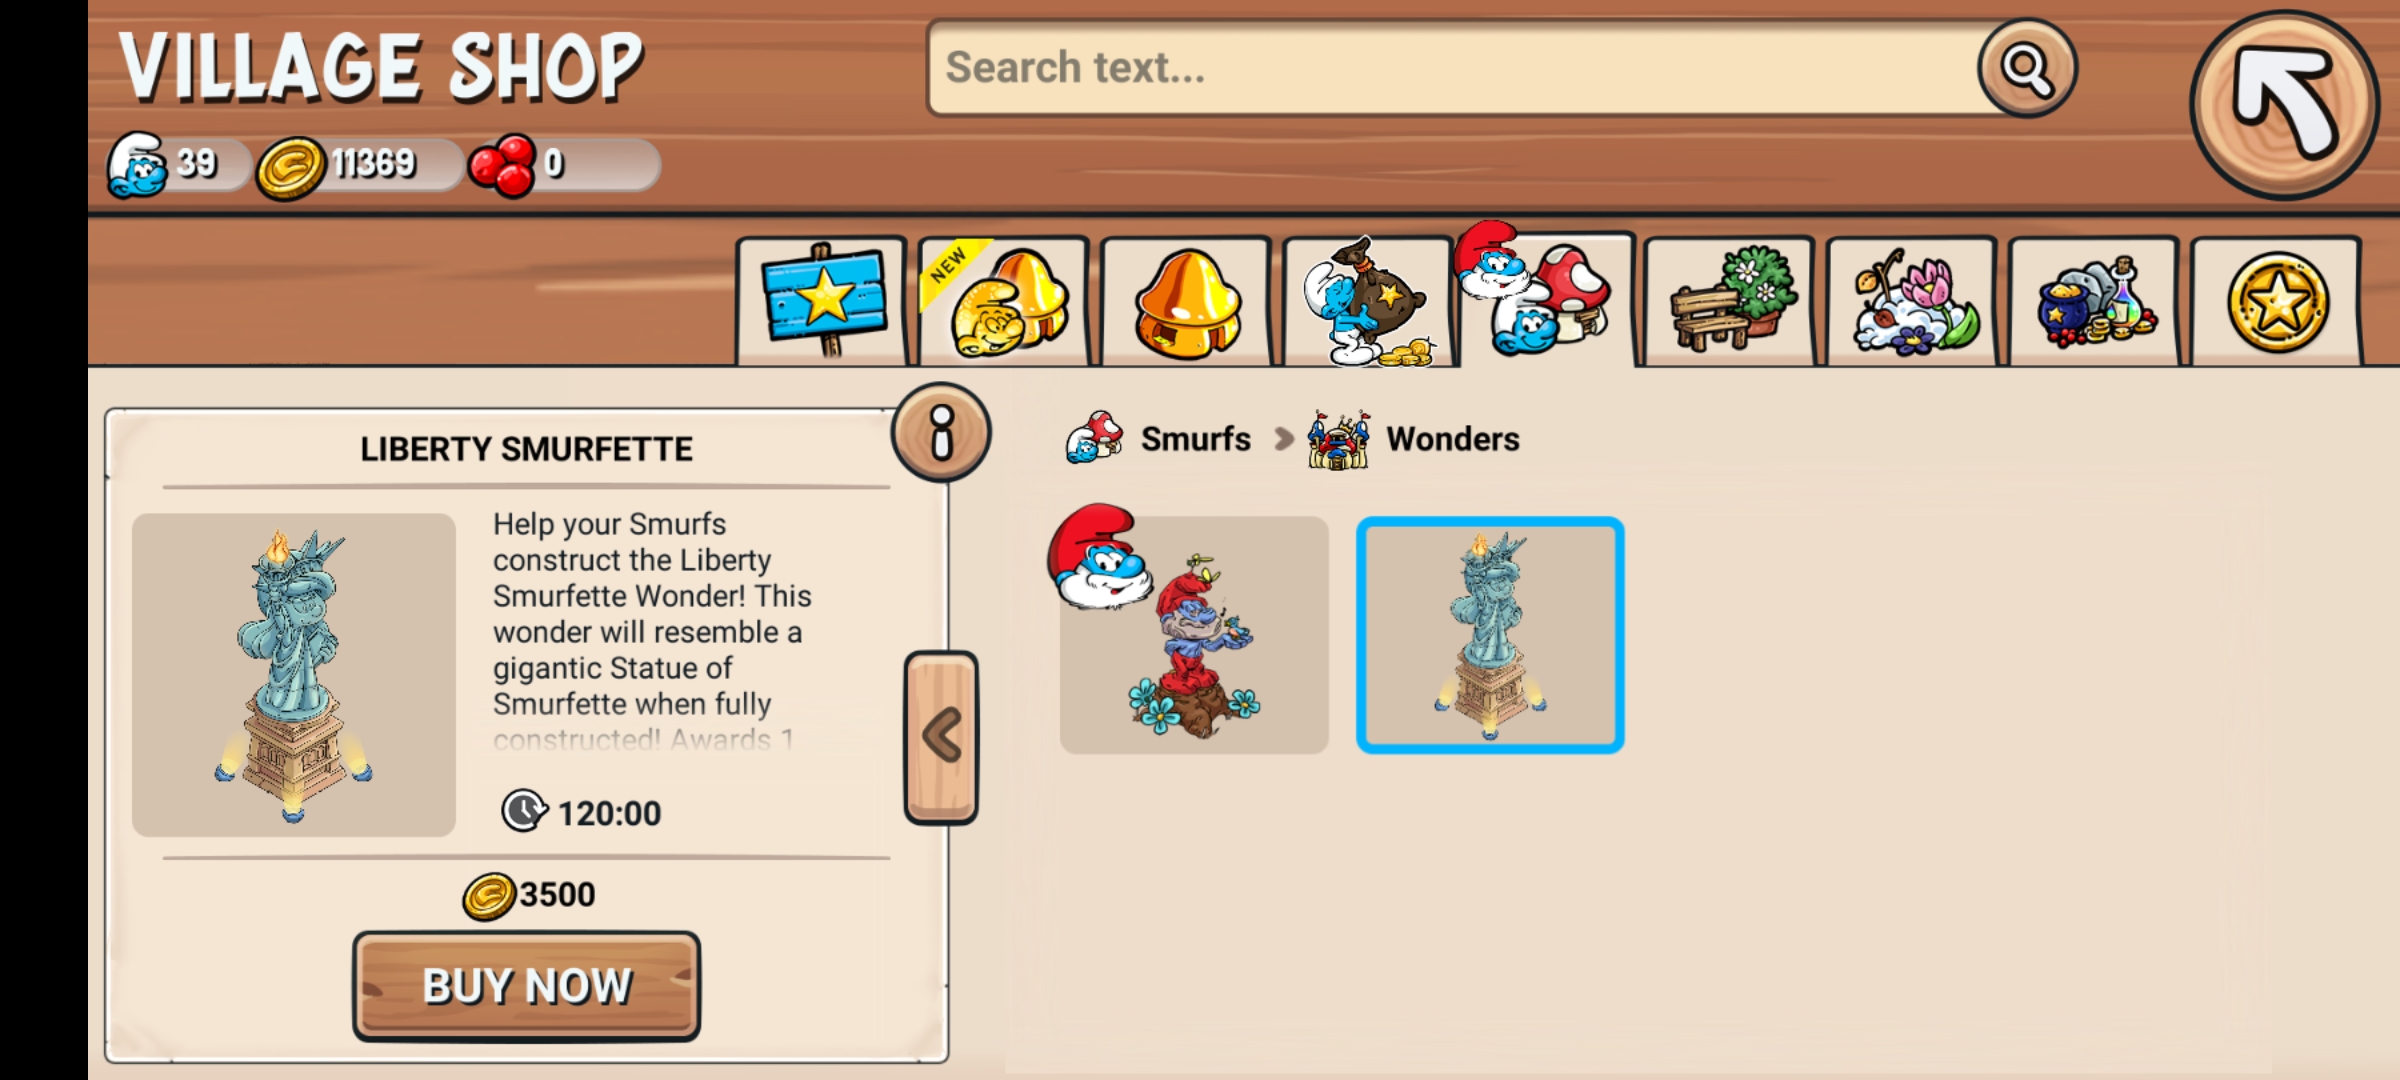 VILLAGE SHOP
Search text...
39
11369
0
NEW
LIBERTY SMURFETTE
Help your Smurfs
construct the Liberty
Smurfette Wonder! This
wonder will resemble a
gigantic Statue of
Smurfette when fully
constructed! Awards 1
120:00
3500
BUY NOW
Smurfs
Wonders